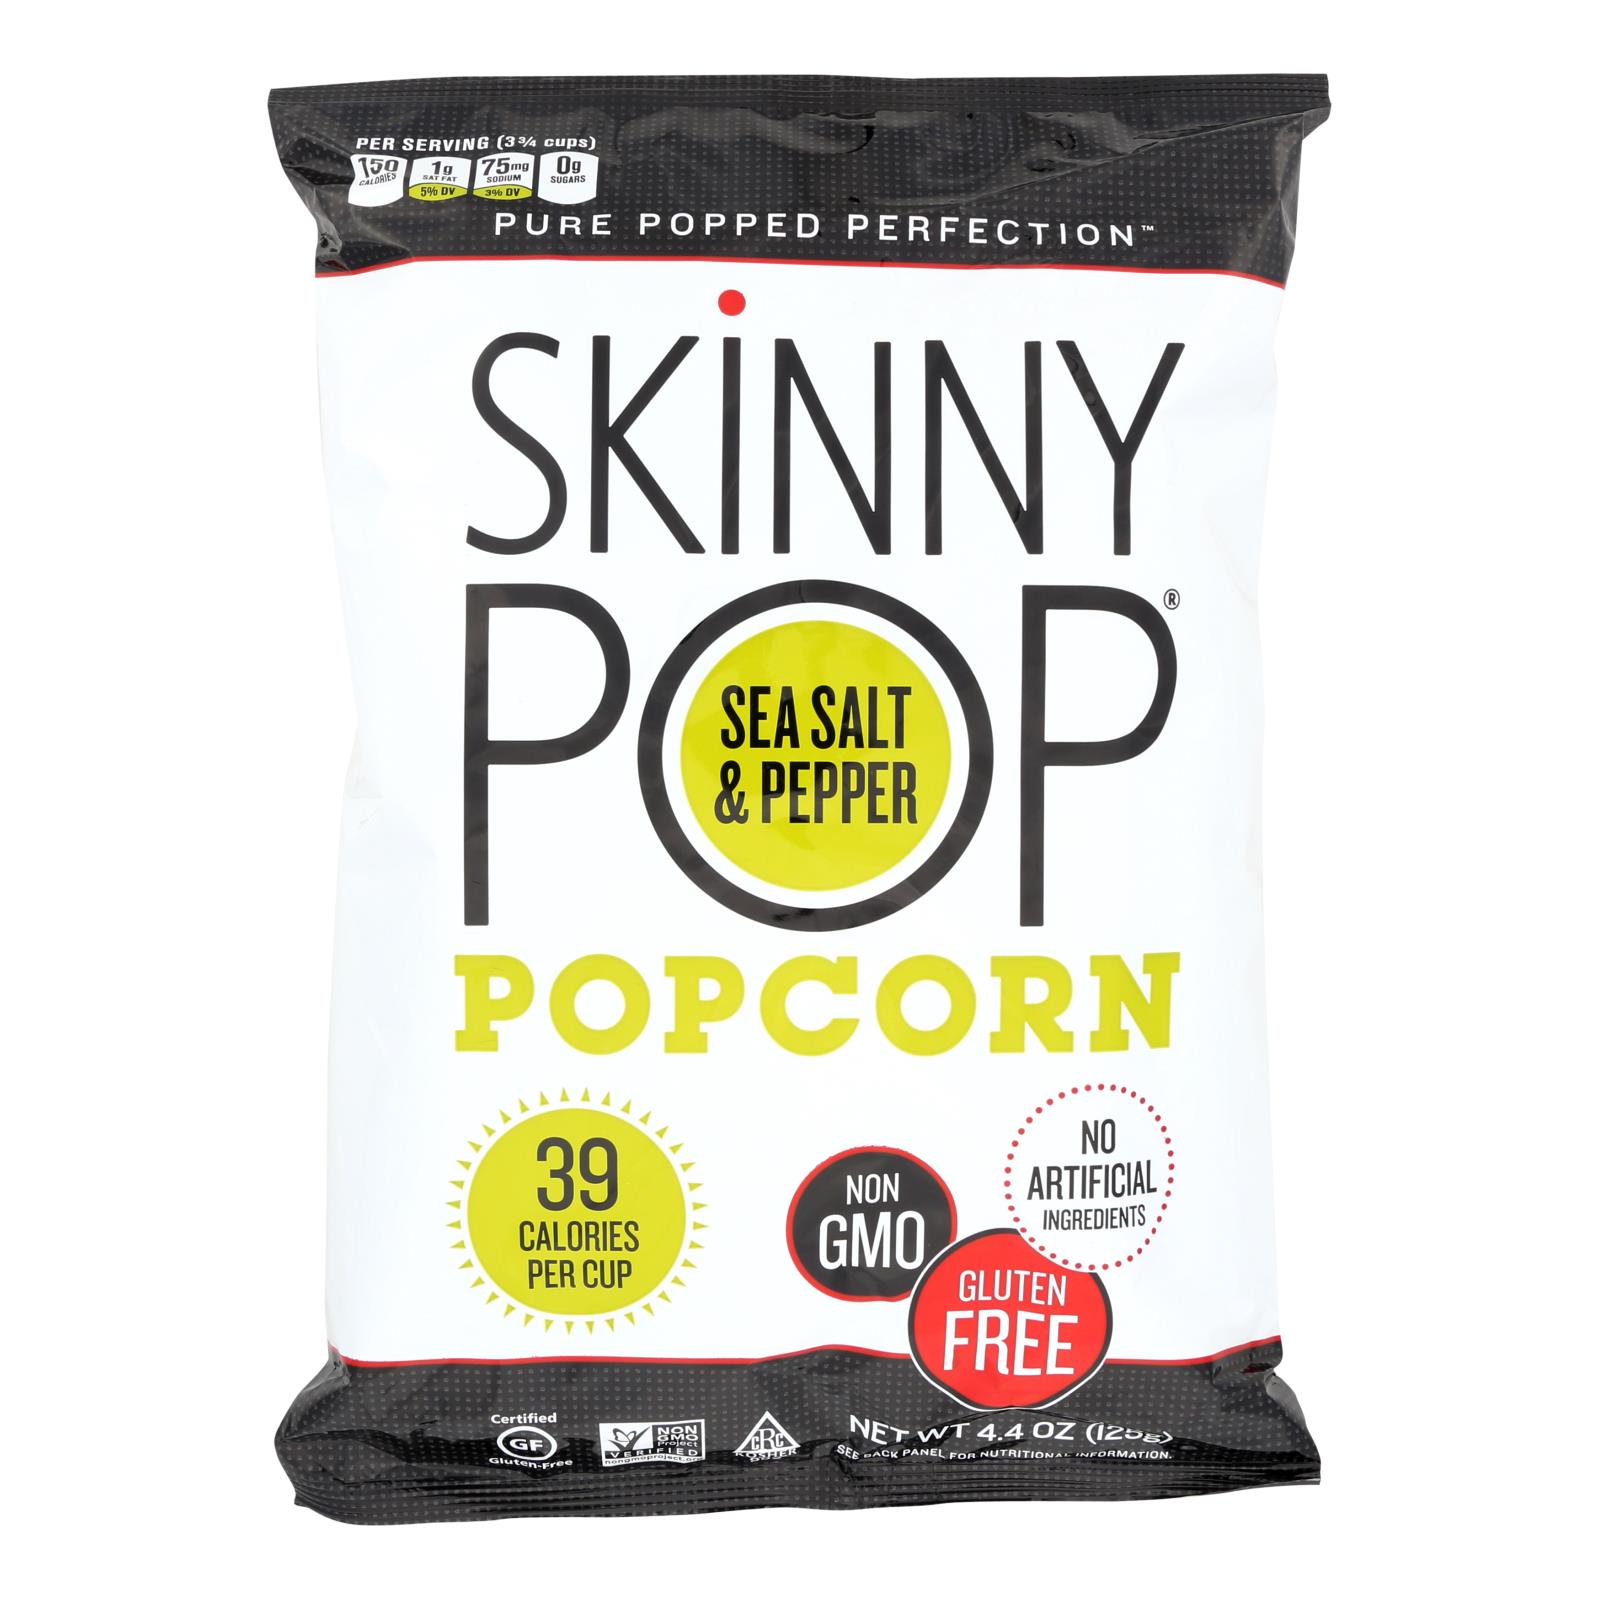 PER SERVING (3 ¾ cups)
150 CALORIES
1g SAT FAT 5% DV
75mg SODIUM 3% DV
0g SUGARS
PURE POPPED PERFECTION™
SKiNNY
POP®
SEA SALT
& PEPPER
POPCORN
39
CALORIES
PER CUP
NON
GMO
NO
ARTIFICIAL
INGREDIENTS
GLUTEN
FREE
Certified
GF
Gluten-Free
NON
GMO
Project
VERIFIED
nongmoproject.org
CRC
KOSHER
NET WT 4.4 OZ (125g)
SEE BACK PANEL FOR NUTRITIONAL INFORMATION.